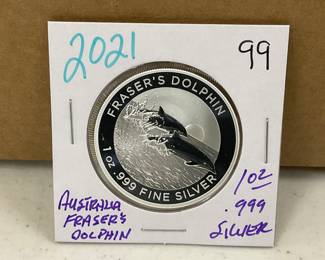 2021
99
FRASER'S DOLPHIN
1 oz .999 FINE SILVER
AUSTRALIA
FRASER'S
DOLPHIN
1OZ
.999
SILVER